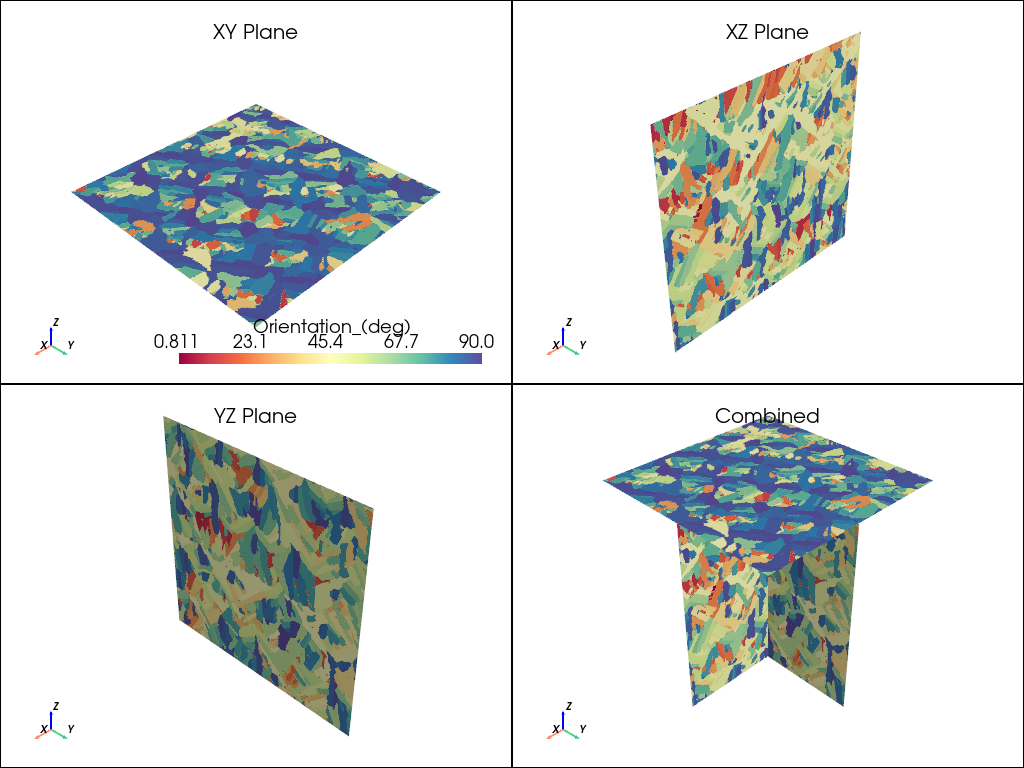 XY Plane
Orientation_(deg)
0.811 23.1 45.4 67.7 90.0
Z
X Y
XZ Plane
Z
X Y
YZ Plane
Z
X Y
Combined
Z
X Y